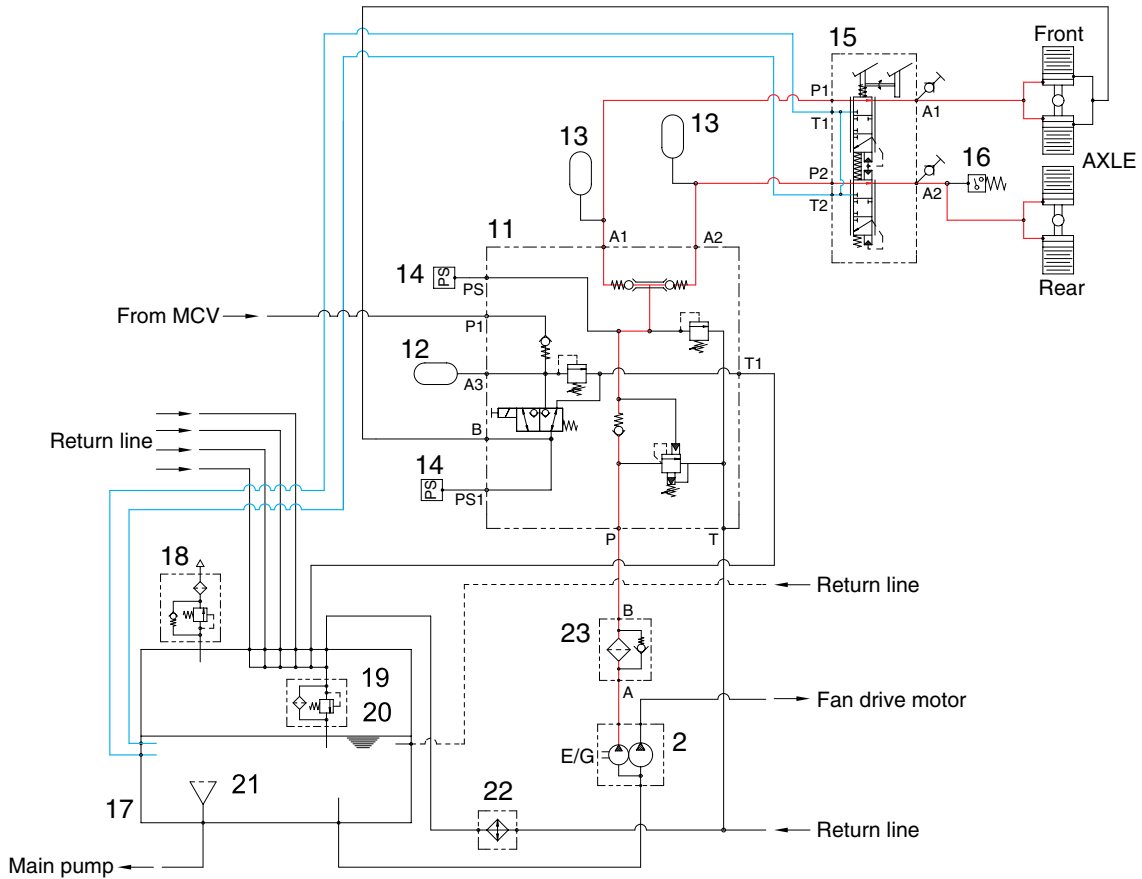 Front
15
P1
A1
T1
13
13
16
AXLE
P2
A2
T2
11
A1
A2
Rear
14
PS
PS
From MCV
P1
12
T1
A3
Return line
B
14
PS
PS1
P
T
18
Return line
B
23
19
A
20
Fan drive motor
2
E/G
21
22
17
Return line
Main pump